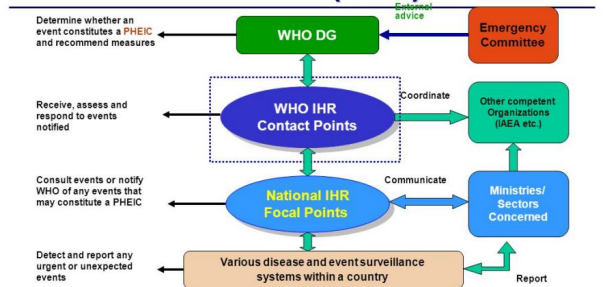 Determine whether an
event constitutes a PHEIC
and recommend measures
WHO DG
External
advice
Emergency
Committee
Receive, assess and
respond to events
notified
WHO IHR
Contact Points
Coordinate
Other competent
Organizations
(IAEA etc.)
Consult events or notify
WHO of any events that
may constitute a PHEIC
National IHR
Focal Points
Communicate
Ministries/
Sectors
Concerned
Detect and report any
urgent or unexpected
events
Various disease and event surveillance
systems within a country
Report